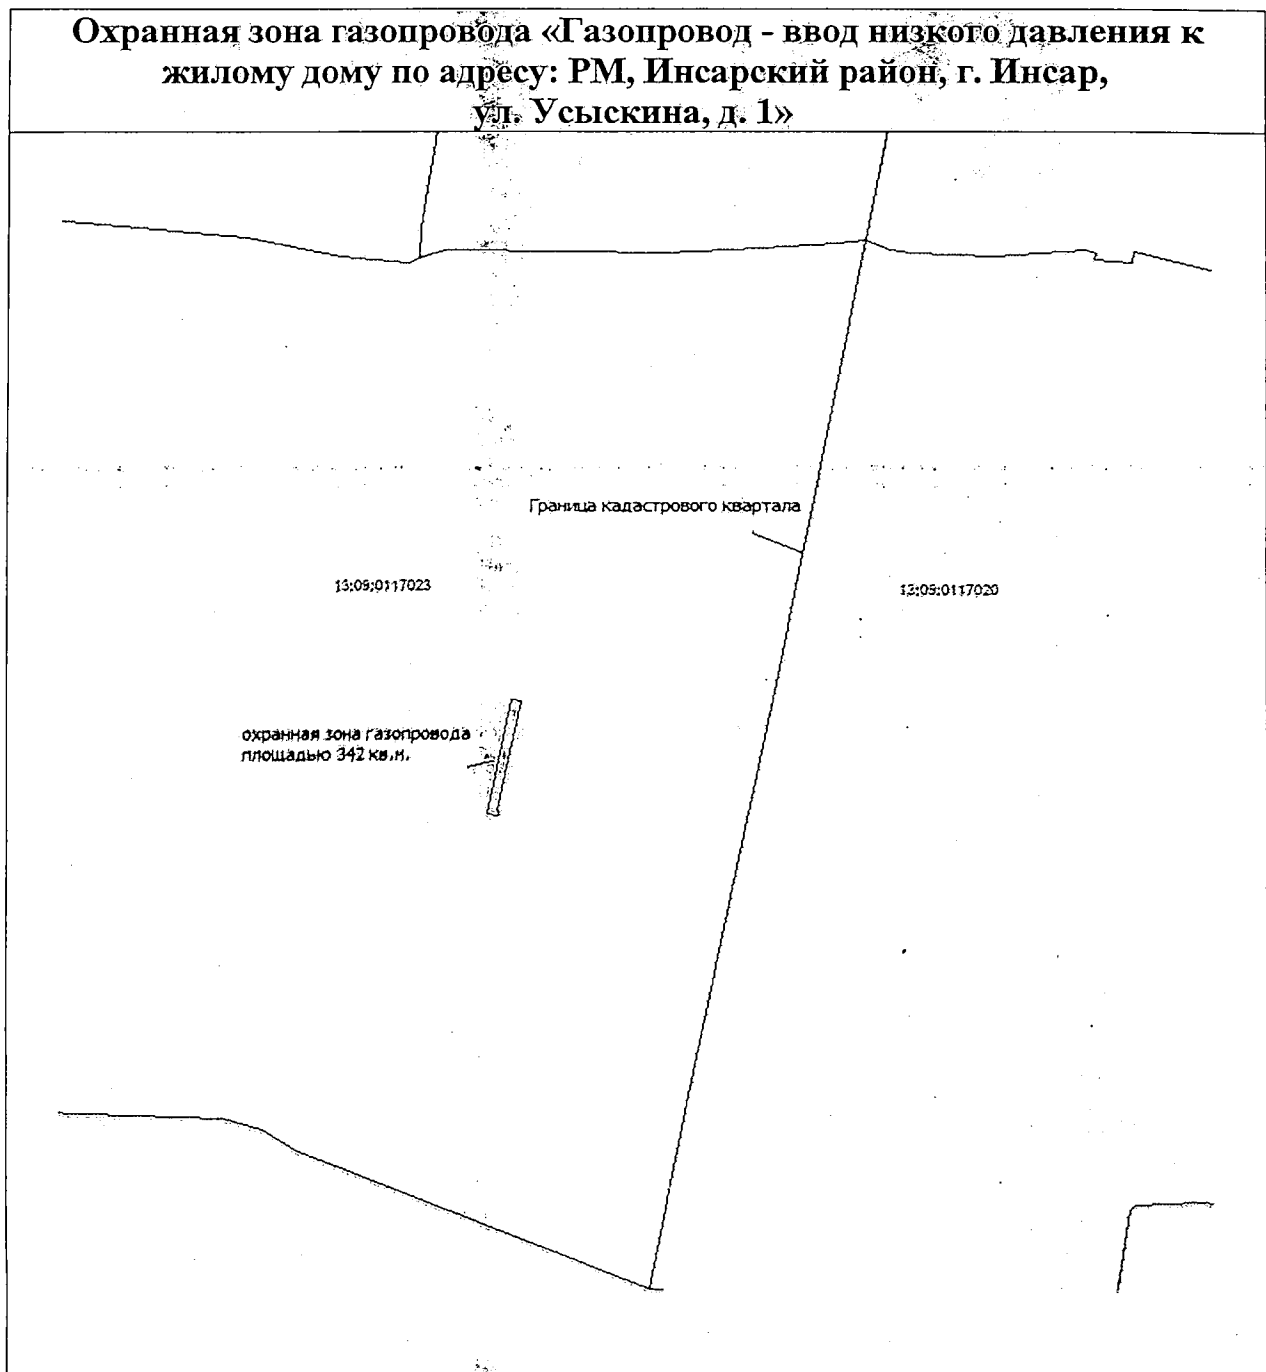 Охранная зона газопровода «Газопровод - ввод низкого давления к
жилому дому по адресу: РМ, Инсарский район, г. Инсар,
ул. Усыскина, д. 1»
Граница кадастрового квартала
13:09:0117023
13:09:0117020
охранная зона газопровода
площадью 342 кв.м.